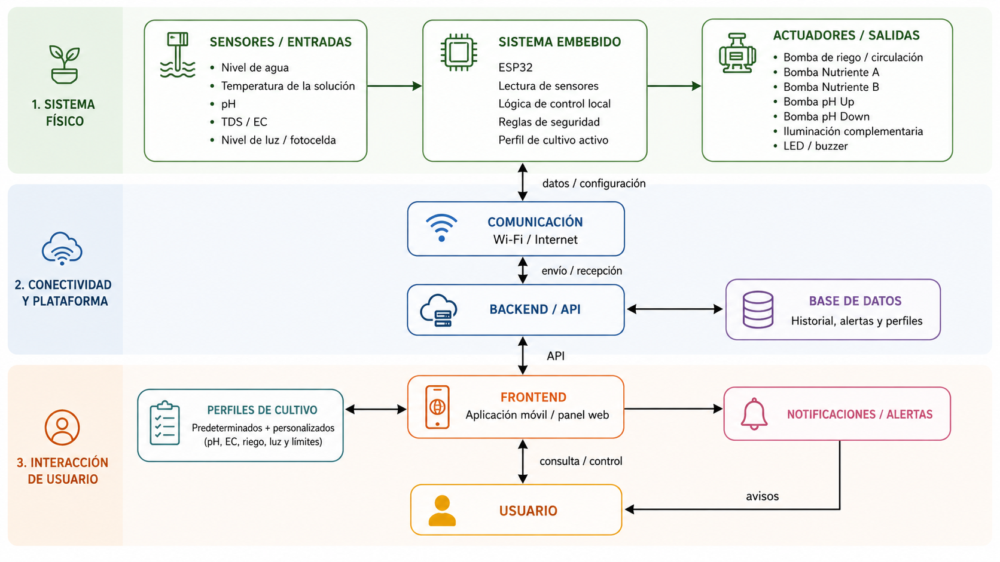 1. SISTEMA
FÍSICO
SENSORES / ENTRADAS
• Nivel de agua
• Temperatura de la solución
• pH
• TDS / EC
• Nivel de luz / fotocelda
SISTEMA EMBEBIDO
ESP32
Lectura de sensores
Lógica de control local
Reglas de seguridad
Perfil de cultivo activo
ACTUADORES / SALIDAS
• Bomba de riego / circulación
• Bomba Nutriente A
• Bomba Nutriente B
• Bomba pH Up
• Bomba pH Down
• Iluminación complementaria
• LED / buzzer
datos / configuración
2. CONECTIVIDAD
Y PLATAFORMA
COMUNICACIÓN
Wi-Fi / Internet
envío / recepción
BACKEND / API
BASE DE DATOS
Historial, alertas y perfiles
API
3. INTERACCIÓN
DE USUARIO
PERFILES DE CULTIVO
Predeterminados + personalizados
(pH, EC, riego, luz y límites)
FRONTEND
Aplicación móvil / panel web
NOTIFICACIONES / ALERTAS
consulta / control
avisos
USUARIO